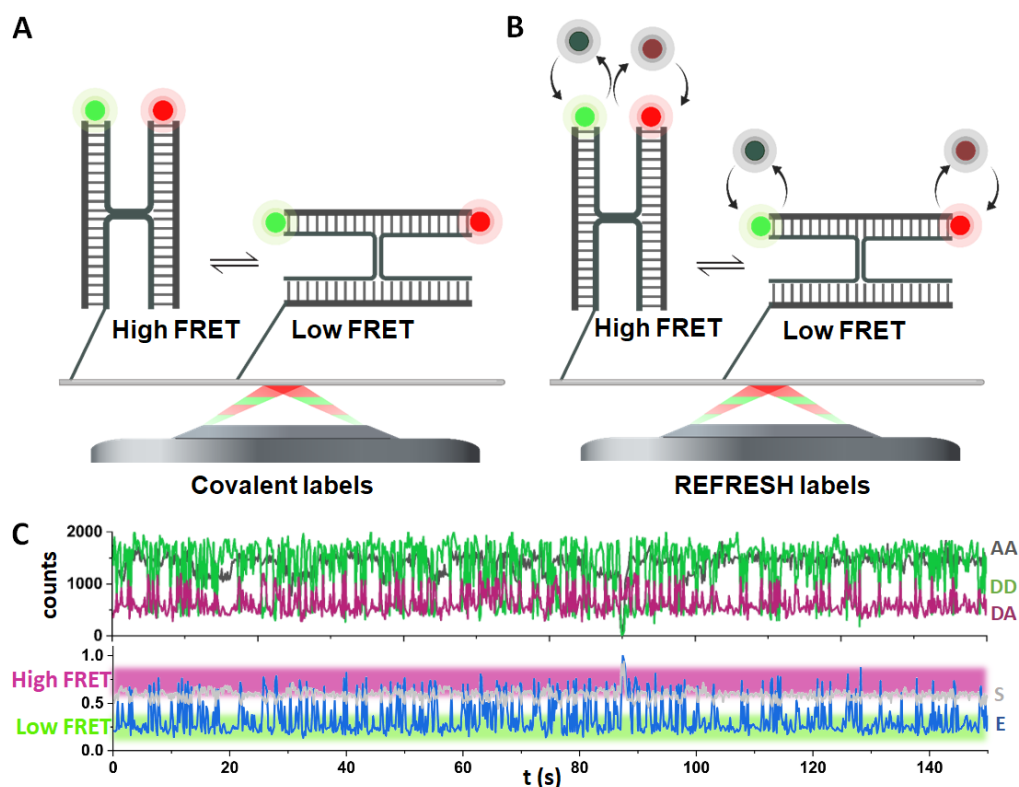 A
B
High FRET
Low FRET
High FRET
Low FRET
Covalent labels
REFRESH labels
C
counts
2000
1000
0
AA
DD
DA
High FRET
Low FRET
1.0
0.5
0.0
S
E
0
20
40
60
80
100
120
140
t (s)